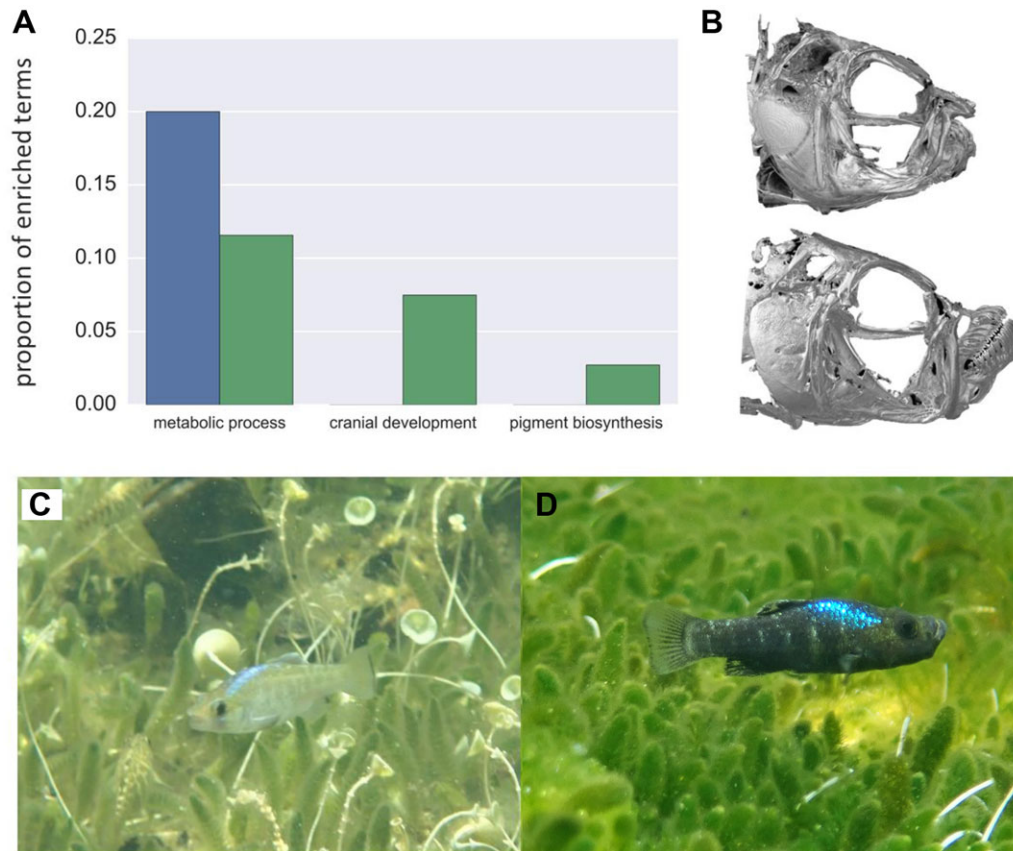 A
B
proportion of enriched terms
0.25
0.20
0.15
0.10
0.05
0.00
metabolic process
cranial development
pigment biosynthesis
C
D